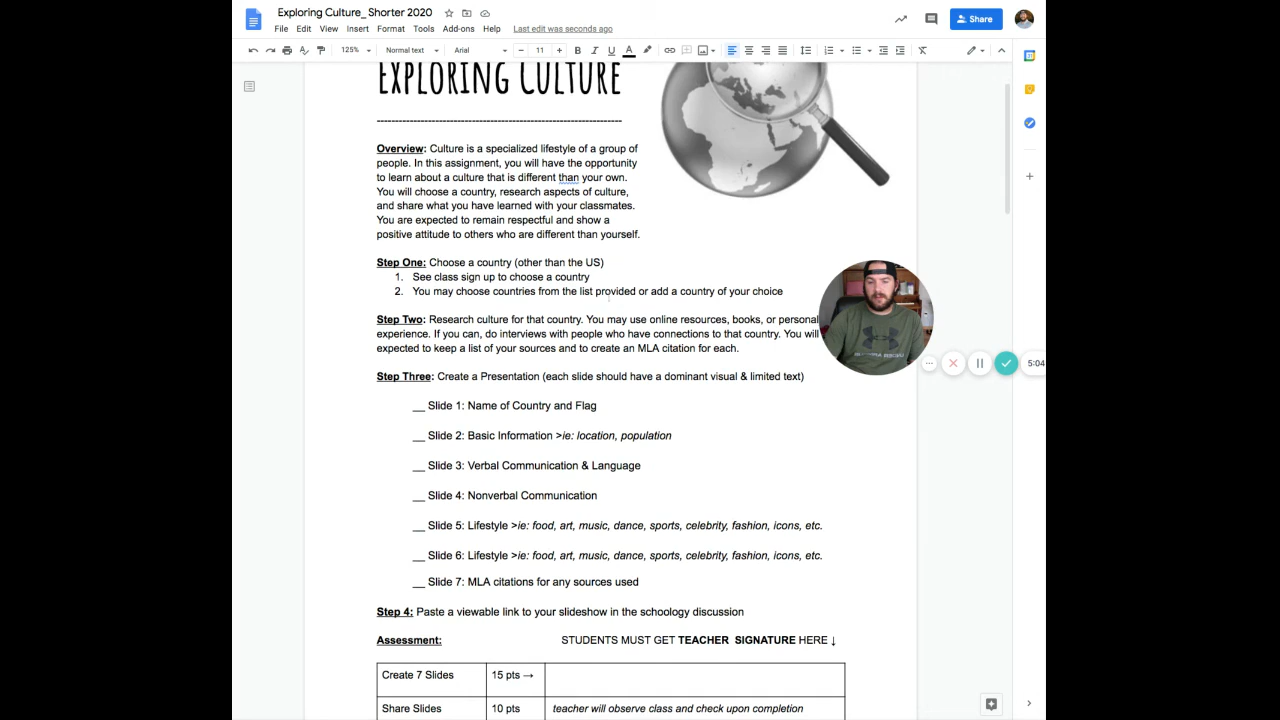 Exploring Culture_ Shorter 2020
File Edit View Insert Format Tools Add-ons Help Last edit was seconds ago
Share
125% Normal text Arial 11 B I U A
EXPLORING CULTURE
Overview: Culture is a specialized lifestyle of a group of
people. In this assignment, you will have the opportunity
to learn about a culture that is different than your own.
You will choose a country, research aspects of culture,
and share what you have learned with your classmates.
You are expected to remain respectful and show a
positive attitude to others who are different than yourself.
Step One: Choose a country (other than the US)
1. See class sign up to choose a country
2. You may choose countries from the list provided or add a country of your choice
Step Two: Research culture for that country. You may use online resources, books, or personal
experience. If you can, do interviews with people who have connections to that country. You will
expected to keep a list of your sources and to create an MLA citation for each.
5:04
Step Three: Create a Presentation (each slide should have a dominant visual & limited text)
__ Slide 1: Name of Country and Flag
__ Slide 2: Basic Information >ie: location, population
__ Slide 3: Verbal Communication & Language
__ Slide 4: Nonverbal Communication
__ Slide 5: Lifestyle >ie: food, art, music, dance, sports, celebrity, fashion, icons, etc.
__ Slide 6: Lifestyle >ie: food, art, music, dance, sports, celebrity, fashion, icons, etc.
__ Slide 7: MLA citations for any sources used
Step 4: Paste a viewable link to your slideshow in the schoology discussion
Assessment: STUDENTS MUST GET TEACHER SIGNATURE HERE ↓
Create 7 Slides 15 pts →
Share Slides 10 pts teacher will observe class and check upon completion